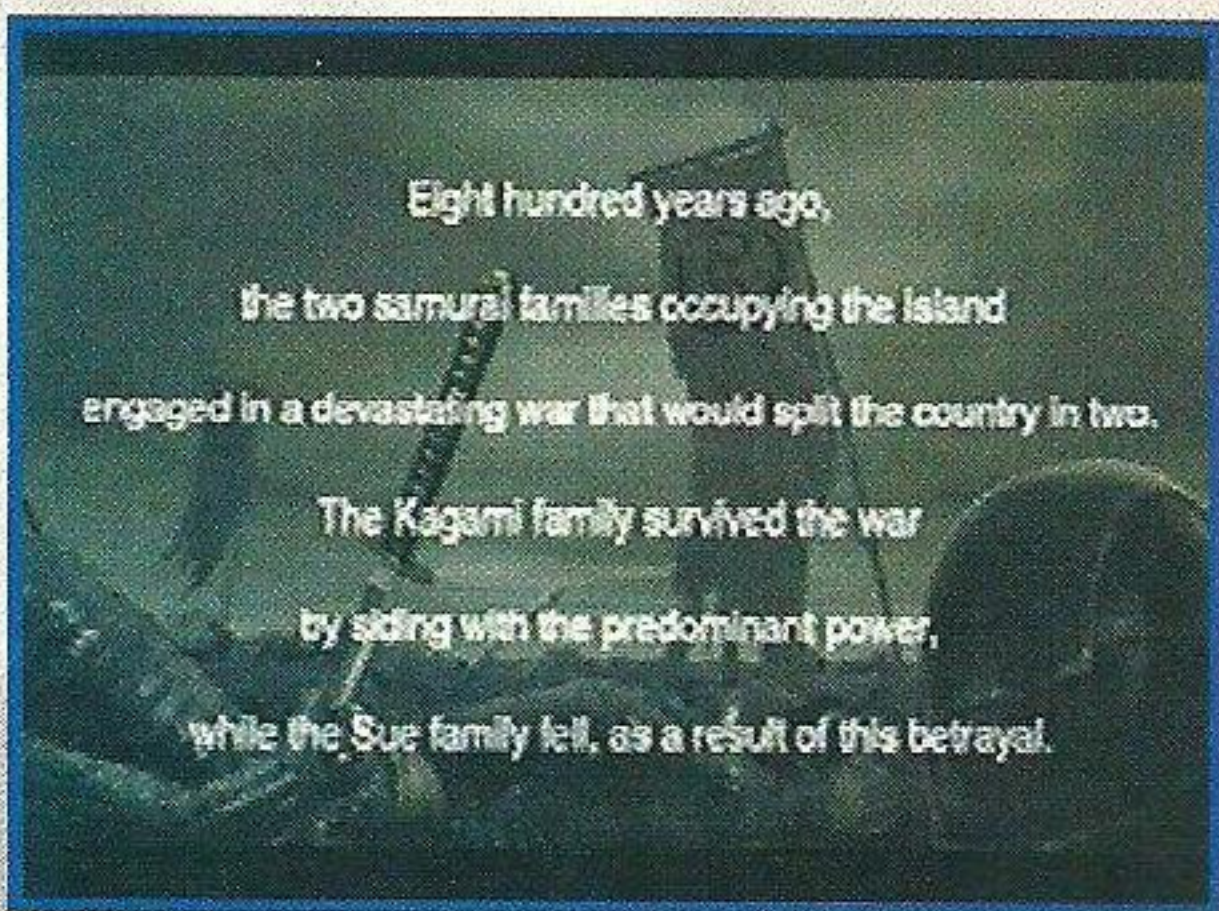 Eight hundred years ago,
the two samurai families occupying the island
engaged in a devastating war that would split the country in two.
The Kagami family survived the war
by siding with the predominant power,
while the Sue family fell, as a result of this betrayal.